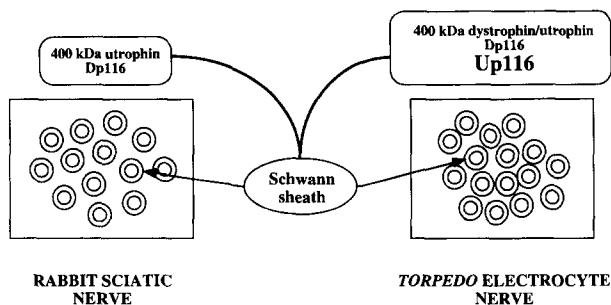 400 kDa utrophin
Dp116
400 kDa dystrophin/utrophin
Dp116
Up116
Schwann
sheath
RABBIT SCIATIC
NERVE
TORPEDO ELECTROCYTE
NERVE